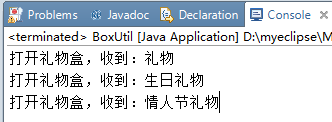 Problems @ Javadoc Declaration Console
<terminated> BoxUtil [Java Application] D:\myeclipse\M
打开礼物盒，收到：礼物
打开礼物盒，收到：生日礼物
打开礼物盒，收到：情人节礼物